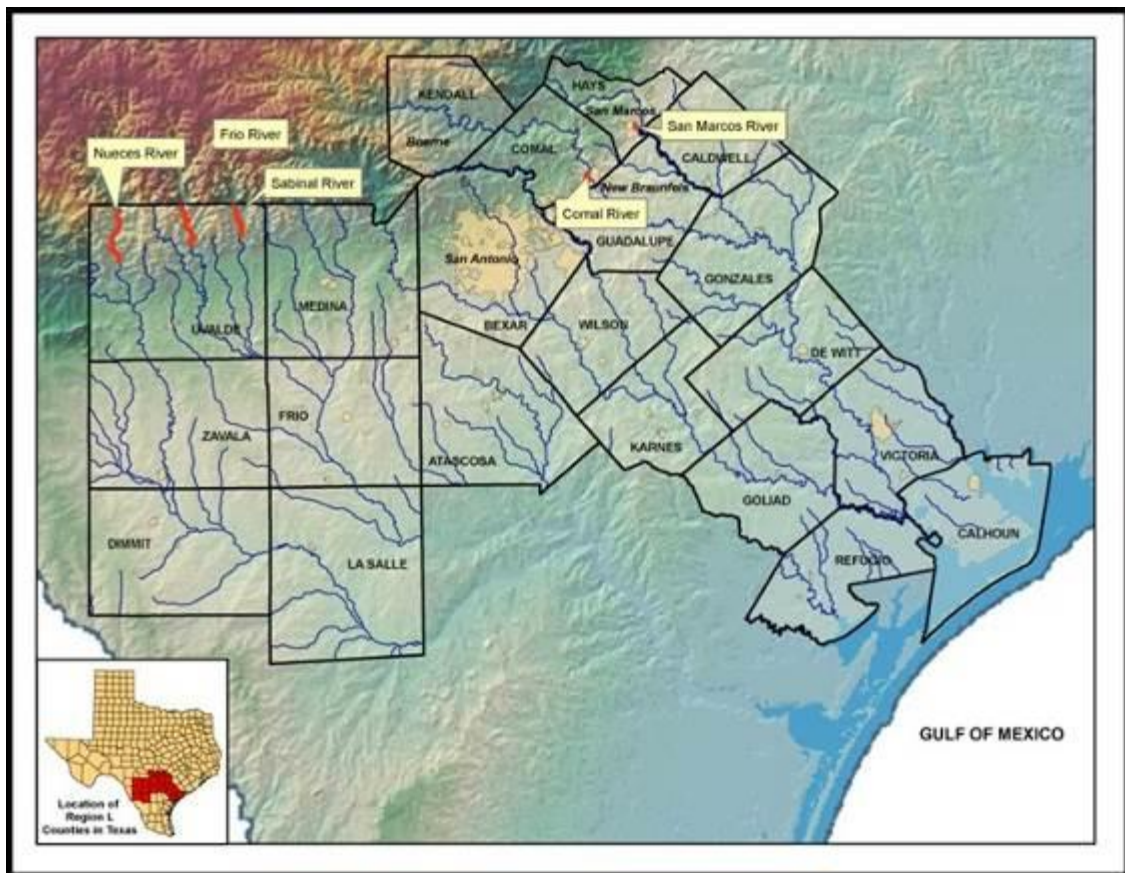 KENDALL
HAYS
San Marcos
Boerne
COMAL
San Marcos River
CALDWELL
Frio River
Nueces River
Sabinal River
New Braunfels
Comal River
GUADALUPE
San Antonio
GONZALES
MEDINA
UVALDE
BEXAR
WILSON
DE WITT
FRIO
ZAVALA
ATASCOSA
KARNES
VICTORIA
GOLIAD
CALHOUN
DIMMIT
LA SALLE
REFUGIO
GULF OF MEXICO
Location of
Region L
Counties in Texas